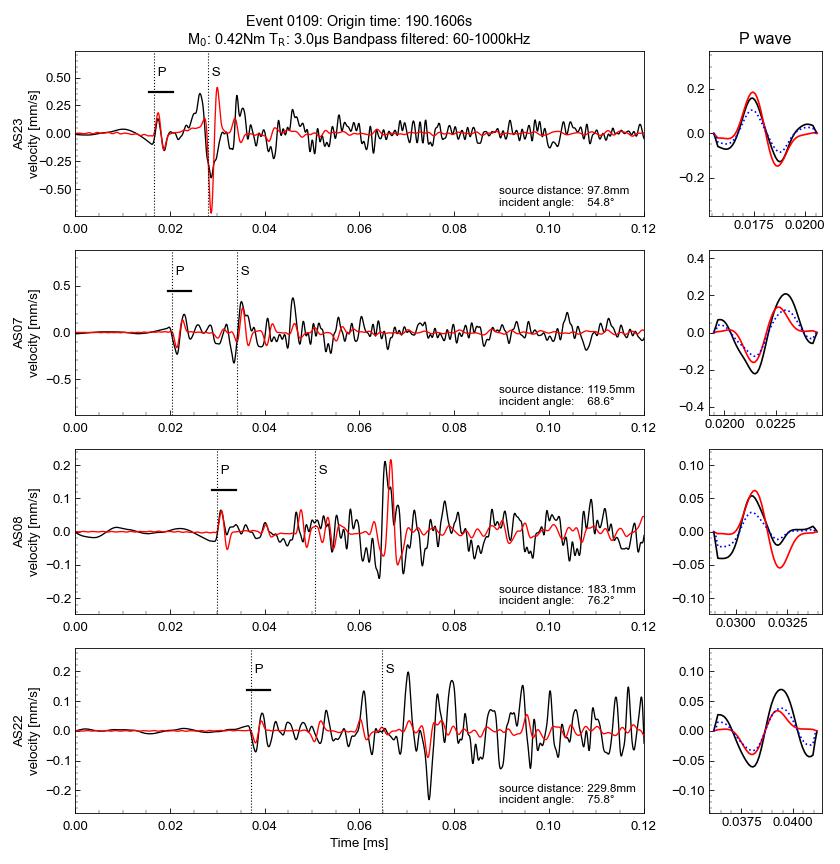 Event 0109: Origin time: 190.1606s
M₀: 0.42Nm T_R: 3.0μs Bandpass filtered: 60-1000kHz
P wave
AS23
velocity [mm/s]
0.50
0.25
0.00
−0.25
−0.50
P
S
source distance: 97.8mm
incident angle: 54.8°
0.00 0.02 0.04 0.06 0.08 0.10 0.12
0.2
0.0
−0.2
0.0175 0.0200
AS07
velocity [mm/s]
0.5
0.0
−0.5
P
S
source distance: 119.5mm
incident angle: 68.6°
0.00 0.02 0.04 0.06 0.08 0.10 0.12
0.4
0.2
0.0
−0.2
−0.4
0.0200 0.0225
AS08
velocity [mm/s]
0.2
0.1
0.0
−0.1
−0.2
P
S
source distance: 183.1mm
incident angle: 76.2°
0.00 0.02 0.04 0.06 0.08 0.10 0.12
0.10
0.05
0.00
−0.05
−0.10
0.0300 0.0325
AS22
velocity [mm/s]
0.2
0.1
0.0
−0.1
−0.2
P
S
source distance: 229.8mm
incident angle: 75.8°
0.00 0.02 0.04 0.06 0.08 0.10 0.12
Time [ms]
0.10
0.05
0.00
−0.05
−0.10
0.0375 0.0400